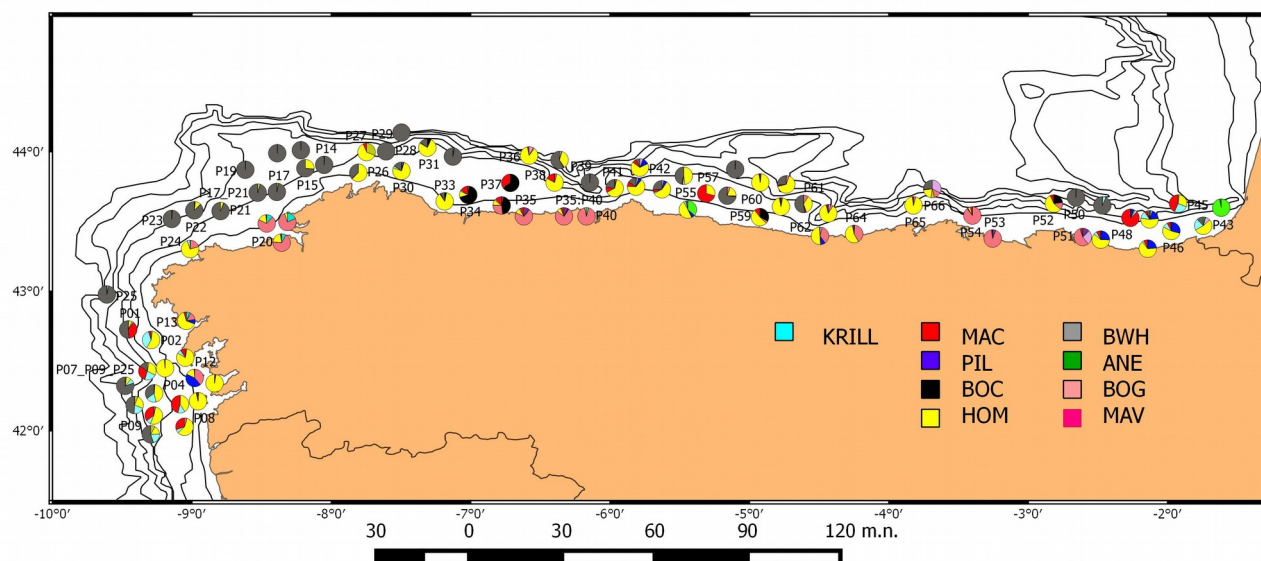 P29
P27
44°0'
P14
P28
P36
P31
P39
P42
P19
P17
P41
P57
P26
P38
P15
P30
P37
P61
P17
P21
P33
P35
P35
P40
P55
P60
P66
P50
P21
P52
P45
P23
P34
P40
P59
P64
P22
P65
P53
P43
P20
P62
P54
P51
P48
P24
P46
43°0'
P25
P01
P13
P02
KRILL
MAC
BWH
P12
P07_P09
P25
PIL
ANE
P04
BOC
BOG
P08
HOM
MAV
P09
42°0'
-10°0'
-9°0'
-8°0'
-7°0'
-6°0'
-5°0'
-4°0'
-3°0'
-2°0'
30 0 30 60 90 120 m.n.